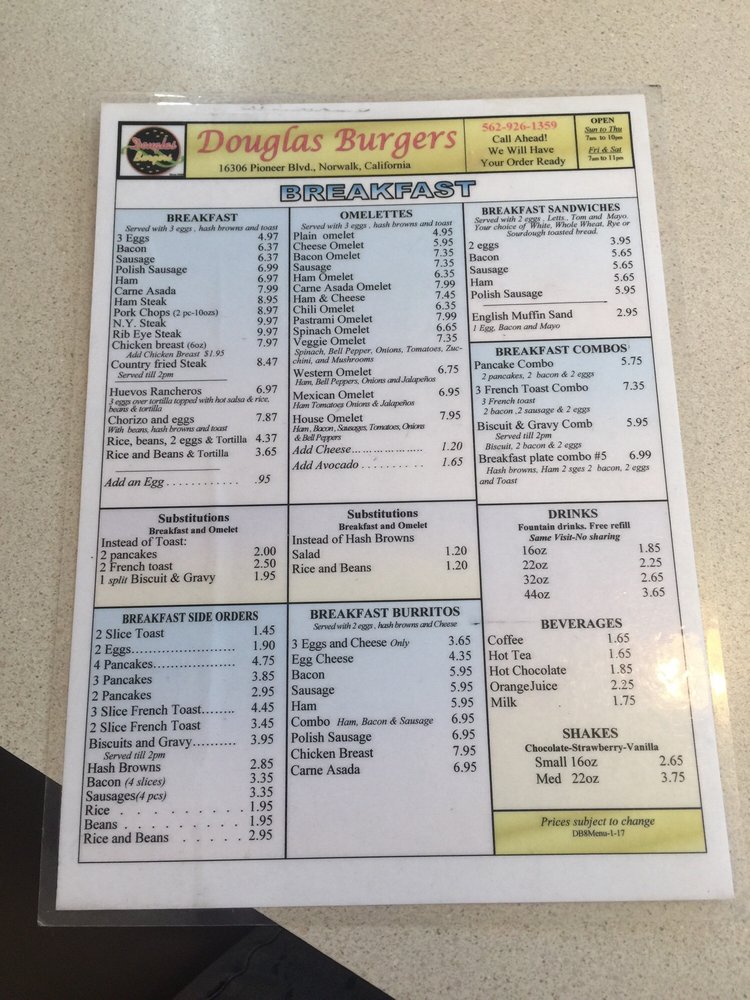 Douglas
Douglas Burgers
16306 Pioneer Blvd., Norwalk, California
562-926-1359
Call Ahead!
We Will Have
Your Order Ready
OPEN
Sun to Thu
7am to 10pm
Fri & Sat
7am to 11pm
BREAKFAST
BREAKFAST
Served with 3 eggs , hash browns and toast
3 Eggs 4.97
Bacon 6.37
Sausage 6.37
Polish Sausage 6.99
Ham 6.97
Carne Asada 7.99
Ham Steak 8.95
Pork Chops (2 pc-10ozs) 8.97
N.Y. Steak 9.97
Rib Eye Steak 9.97
Chicken breast (6oz) 7.97
Add Chicken Breast $1.95
Country fried Steak 8.47
Served till 2pm
Huevos Rancheros 6.97
3 eggs over tortilla topped with hot salsa & rice,
beans & tortilla
Chorizo and eggs 7.87
With beans, hash browns and toast
Rice, beans, 2 eggs & Tortilla 4.37
Rice and Beans & Tortilla 3.65
Add an Egg . . . . . . . . . . . . .95
Substitutions
Breakfast and Omelet
Instead of Toast:
2 pancakes 2.00
2 French toast 2.50
1 split Biscuit & Gravy 1.95
BREAKFAST SIDE ORDERS
2 Slice Toast 1.45
2 Eggs........................ 1.90
4 Pancakes................... 4.75
3 Pancakes 3.85
2 Pancakes 2.95
3 Slice French Toast........ 4.45
2 Slice French Toast 3.45
Biscuits and Gravy.......... 3.95
Served till 2pm
Hash Browns 2.85
Bacon (4 slices) 3.35
Sausages(4 pcs) 3.35
Rice . . . . . . . . . 1.95
Beans . . . . . . . . . 1.95
Rice and Beans . . . . . 2.95
OMELETTES
Served with 3 eggs , hash browns and toast
Plain omelet 4.95
Cheese Omelet 5.95
Bacon Omelet 7.35
Sausage 7.35
Ham Omelet 6.35
Carne Asada Omelet 7.99
Ham & Cheese 7.45
Chili Omelet 6.35
Pastrami Omelet 7.99
Spinach Omelet 6.65
Veggie Omelet 7.35
Spinach, Bell Pepper, Onions, Tomatoes, Zuc-
chini, and Mushrooms
Western Omelet 6.75
Ham, Bell Peppers, Onions and Jalapeños
Mexican Omelet 6.95
Ham Tomatoes Onions & Jalapeños
House Omelet 7.95
Ham, Bacon, Sausages, Tomatoes, Onions
& Bell Peppers
Add Cheese.................... 1.20
Add Avocado . . . . . . . . . . 1.65
Substitutions
Breakfast and Omelet
Instead of Hash Browns
Salad 1.20
Rice and Beans 1.20
BREAKFAST BURRITOS
Served with 2 eggs , hash browns and Cheese
3 Eggs and Cheese Only 3.65
Egg Cheese 4.35
Bacon 5.95
Sausage 5.95
Ham 5.95
Combo Ham, Bacon & Sausage 6.95
Polish Sausage 6.95
Chicken Breast 7.95
Carne Asada 6.95
BREAKFAST SANDWICHES
Served with 2 eggs , Letts., Tom and Mayo.
Your choice of White, Whole Wheat, Rye or
Sourdough toasted bread.
2 eggs 3.95
Bacon 5.65
Sausage 5.65
Ham 5.65
Polish Sausage 5.95
English Muffin Sand 2.95
1 Egg, Bacon and Mayo
BREAKFAST COMBOS
Pancake Combo 5.75
2 pancakes, 2 bacon & 2 eggs
3 French Toast Combo 7.35
3 French toast
2 bacon ,2 sausage & 2 eggs
Biscuit & Gravy Comb 5.95
Served till 2pm
Biscuit, 2 bacon & 2 eggs
Breakfast plate combo #5 6.99
Hash browns, Ham 2 sges 2 bacon, 2 eggs
and Toast
DRINKS
Fountain drinks. Free refill
Same Visit-No sharing
16oz 1.85
22oz 2.25
32oz 2.65
44oz 3.65
BEVERAGES
Coffee 1.65
Hot Tea 1.65
Hot Chocolate 1.85
OrangeJuice 2.25
Milk 1.75
SHAKES
Chocolate-Strawberry-Vanilla
Small 16oz 2.65
Med 22oz 3.75
Prices subject to change
DB8Menu-1-17